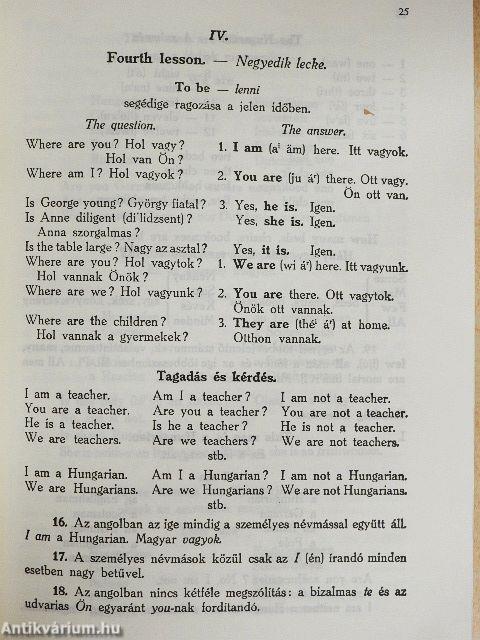 25
IV.
Fourth lesson. — Negyedik lecke.
To be — lenni
segédige ragozása a jelen időben.
The question. The answer.
Where are you? Hol vagy? 1. I am (aⁱ äm) here. Itt vagyok.
Hol van Ön?
Where am I? Hol vagyok? 2. You are (ju áʳ) there. Ott vagy.
Ön ott van.
Is George young? György fiatal? 3. Yes, he is. Igen.
Is Anne diligent (diˈlidzsent)? Yes, she is. Igen.
Anna szorgalmas?
Is the table large? Nagy az asztal? Yes, it is. Igen.
Where are you? Hol vagytok? 1. We are (wi áʳ) here. Itt vagyunk.
Hol vannak Önök?
Where are we? Hol vagyunk? 2. You are there. Ott vagytok.
Önök ott vannak.
Where are the children? 3. They are (théⁱ áʳ) at home.
Hol vannak a gyermekek? Otthon vannak.
Tagadás és kérdés.
I am a teacher. Am I a teacher? I am not a teacher.
You are a teacher. Are you a teacher? You are not a teacher.
He is a teacher. Is he a teacher? He is not a teacher.
We are teachers. Are we teachers? We are not teachers.
stb.
I am a Hungarian. Am I a Hungarian? I am not a Hungarian.
We are Hungarians. Are we Hungarians? We are not Hungarians.
stb.
16. Az angolban az ige mindig a személyes névmással együtt áll.
I am a Hungarian. Magyar vagyok.
17. A személyes névmások közül csak az I (én) írandó minden
esetben nagy betűvel.
18. Az angolban nincs kétféle megszólítás: a bizalmas te és az
udvarias Ön egyaránt you-nak fordítandó.
Antikvárium.hu